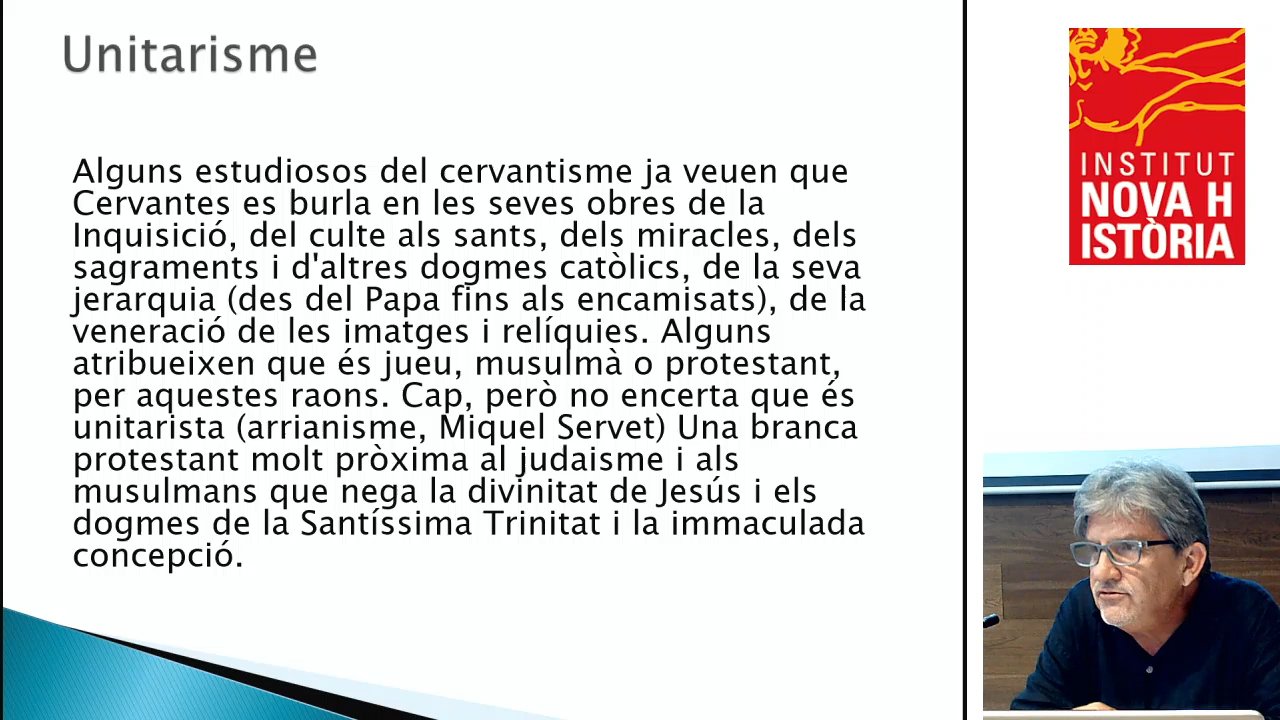 Unitarisme
Alguns estudiosos del cervantisme ja veuen que
Cervantes es burla en les seves obres de la
Inquisició, del culte als sants, dels miracles, dels
sagraments i d'altres dogmes catòlics, de la seva
jerarquia (des del Papa fins als encamisats), de la
veneració de les imatges i relíquies. Alguns
atribueixen que és jueu, musulmà o protestant,
per aquestes raons. Cap, però no encerta que és
unitarista (arrianisme, Miquel Servet) Una branca
protestant molt pròxima al judaisme i als
musulmans que nega la divinitat de Jesús i els
dogmes de la Santíssima Trinitat i la immaculada
concepció.
INSTITUT
NOVA H
ISTÒRIA